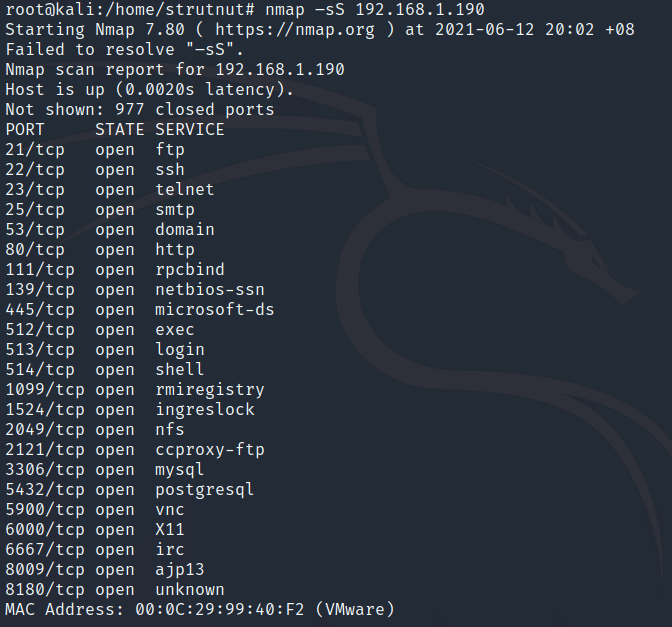 root@kali:/home/strutnut# nmap –sS 192.168.1.190
Starting Nmap 7.80 ( https://nmap.org ) at 2021-06-12 20:02 +08
Failed to resolve "–sS".
Nmap scan report for 192.168.1.190
Host is up (0.0020s latency).
Not shown: 977 closed ports
PORT     STATE SERVICE
21/tcp   open  ftp
22/tcp   open  ssh
23/tcp   open  telnet
25/tcp   open  smtp
53/tcp   open  domain
80/tcp   open  http
111/tcp  open  rpcbind
139/tcp  open  netbios-ssn
445/tcp  open  microsoft-ds
512/tcp  open  exec
513/tcp  open  login
514/tcp  open  shell
1099/tcp open  rmiregistry
1524/tcp open  ingreslock
2049/tcp open  nfs
2121/tcp open  ccproxy-ftp
3306/tcp open  mysql
5432/tcp open  postgresql
5900/tcp open  vnc
6000/tcp open  X11
6667/tcp open  irc
8009/tcp open  ajp13
8180/tcp open  unknown
MAC Address: 00:0C:29:99:40:F2 (VMware)